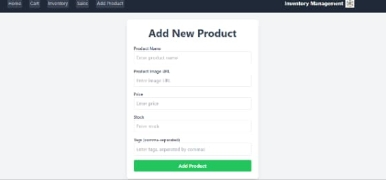 Home Cart Inventory Sales Add Product
Inventory Management
Add New Product
Product Name
Enter product name
Product Image URL
Enter image URL
Price
Enter price
Stock
Enter stock
Tags (comma-separated)
Enter tags, separated by commas
Add Product